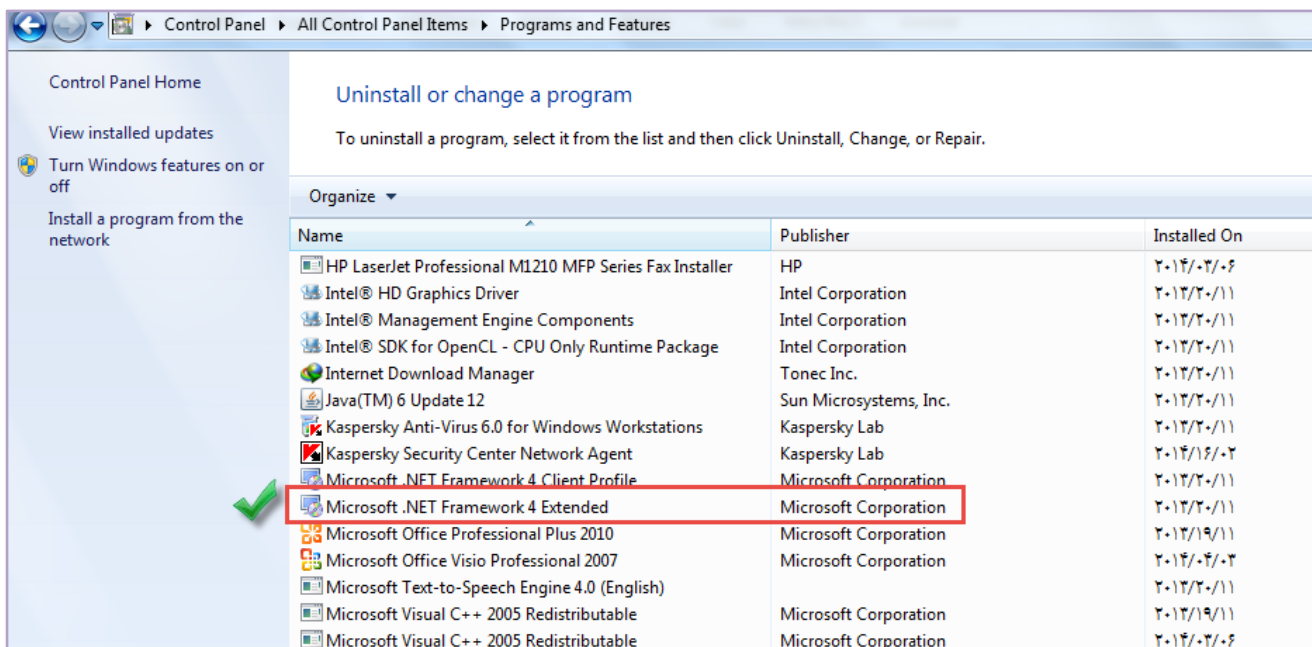 Control Panel ▸ All Control Panel Items ▸ Programs and Features
Control Panel Home
View installed updates
Turn Windows features on or
off
Install a program from the
network
Uninstall or change a program
To uninstall a program, select it from the list and then click Uninstall, Change, or Repair.
Organize
Name Publisher Installed On
HP LaserJet Professional M1210 MFP Series Fax Installer HP ۲۰۱۴/۰۳/۰۶
Intel® HD Graphics Driver Intel Corporation ۲۰۱۳/۲۰/۱۱
Intel® Management Engine Components Intel Corporation ۲۰۱۳/۲۰/۱۱
Intel® SDK for OpenCL - CPU Only Runtime Package Intel Corporation ۲۰۱۳/۲۰/۱۱
Internet Download Manager Tonec Inc. ۲۰۱۳/۲۰/۱۱
Java(TM) 6 Update 12 Sun Microsystems, Inc. ۲۰۱۳/۲۰/۱۱
Kaspersky Anti-Virus 6.0 for Windows Workstations Kaspersky Lab ۲۰۱۳/۲۰/۱۱
Kaspersky Security Center Network Agent Kaspersky Lab ۲۰۱۴/۱۶/۰۲
Microsoft .NET Framework 4 Client Profile Microsoft Corporation ۲۰۱۳/۲۰/۱۱
Microsoft .NET Framework 4 Extended Microsoft Corporation ۲۰۱۳/۲۰/۱۱
Microsoft Office Professional Plus 2010 Microsoft Corporation ۲۰۱۳/۱۹/۱۱
Microsoft Office Visio Professional 2007 Microsoft Corporation ۲۰۱۴/۰۴/۰۳
Microsoft Text-to-Speech Engine 4.0 (English) ۲۰۱۳/۲۰/۱۱
Microsoft Visual C++ 2005 Redistributable Microsoft Corporation ۲۰۱۳/۱۹/۱۱
Microsoft Visual C++ 2005 Redistributable Microsoft Corporation ۲۰۱۴/۰۲/۰۶